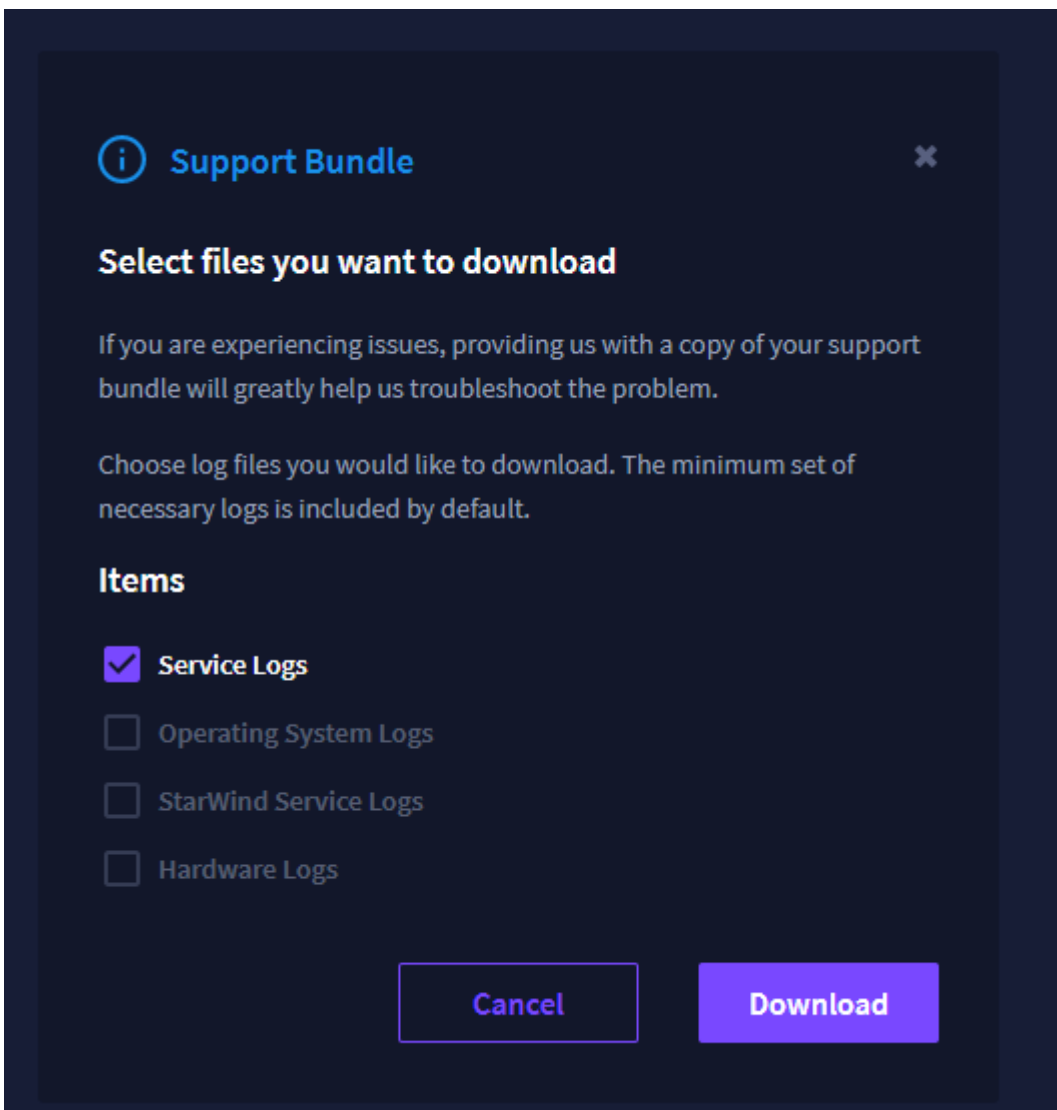 Support Bundle
Select files you want to download
If you are experiencing issues, providing us with a copy of your support
bundle will greatly help us troubleshoot the problem.
Choose log files you would like to download. The minimum set of
necessary logs is included by default.
Items
Service Logs
Operating System Logs
StarWind Service Logs
Hardware Logs
Cancel
Download